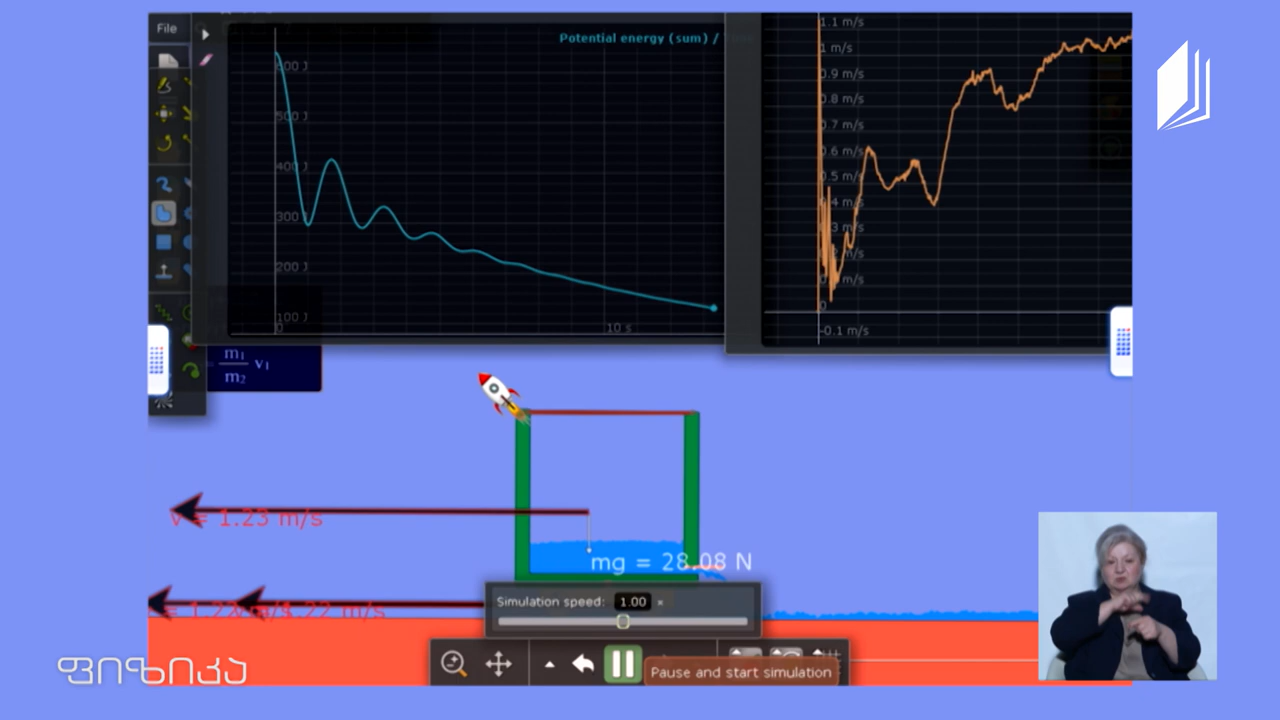 File
Potential energy (sum) /
500 J
400 J
300 J
200 J
100 J
0
10 s
1.1 m/s
1 m/s
0.9 m/s
0.8 m/s
0.7 m/s
0.6 m/s
0.5 m/s
0
-0.1 m/s
m₁
m₂
v₁
v = 1.23 m/s
mg = 28.08 N
Simulation speed: 1.00 ×
Pause and start simulation
ფიზიკა